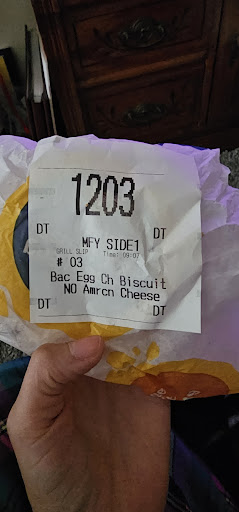 1203
DT DT
MFY SIDE1
GRILL SLIP Time: 09:07
# 03
Bac Egg Ch Biscuit
NO Amrcn Cheese
DT DT